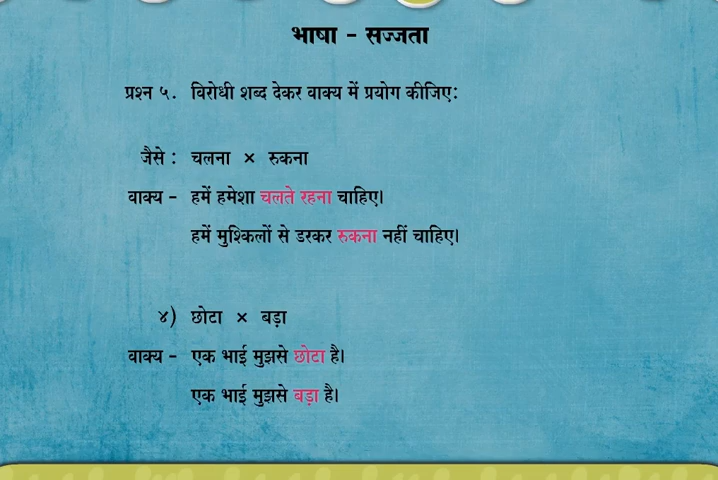 भाषा - सज्जता
प्रश्न ५. विरोधी शब्द देकर वाक्य में प्रयोग कीजिए:
जैसे : चलना × रुकना
वाक्य - हमें हमेशा चलते रहना चाहिए।
हमें मुश्किलों से डरकर रुकना नहीं चाहिए।
४) छोटा × बड़ा
वाक्य - एक भाई मुझसे छोटा है।
एक भाई मुझसे बड़ा है।